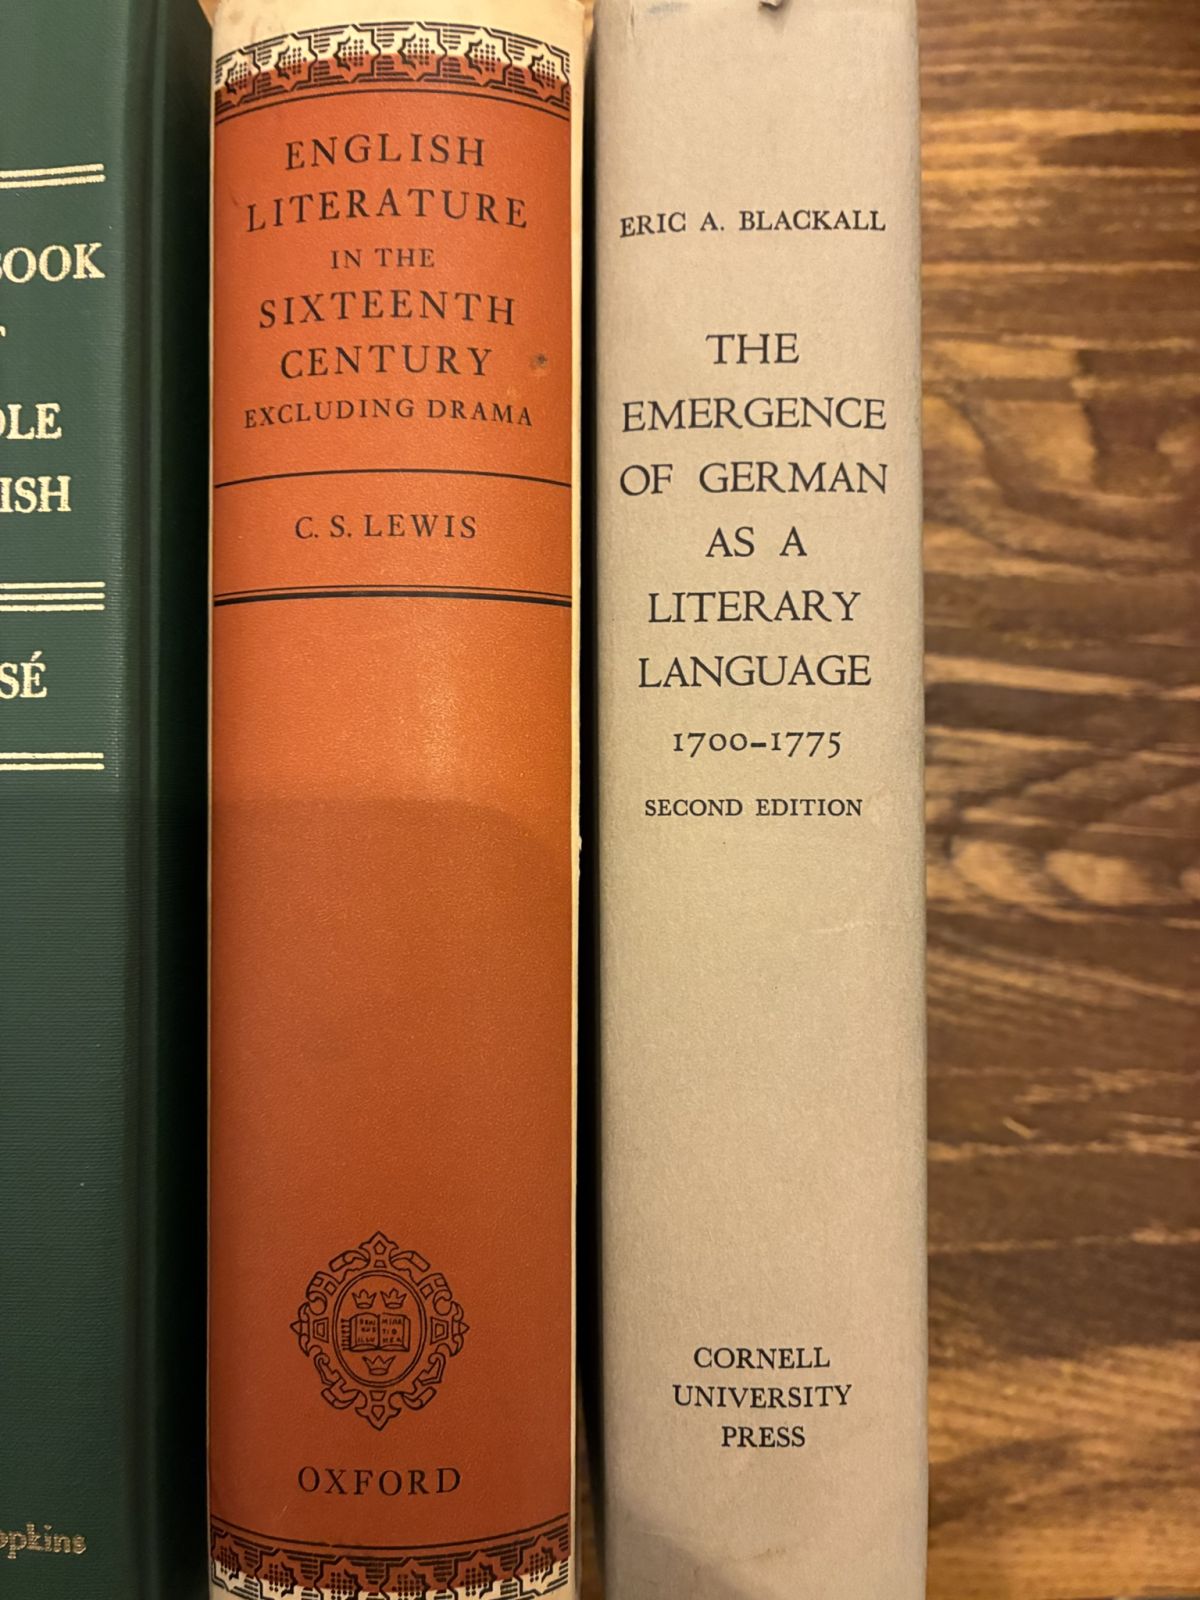 BOOK
OLE
ISH
SÉ
opkins
ENGLISH
LITERATURE
IN THE
SIXTEENTH
CENTURY
EXCLUDING DRAMA
C. S. LEWIS
OXFORD
ERIC A. BLACKALL
THE
EMERGENCE
OF GERMAN
AS A
LITERARY
LANGUAGE
1700–1775
SECOND EDITION
CORNELL
UNIVERSITY
PRESS